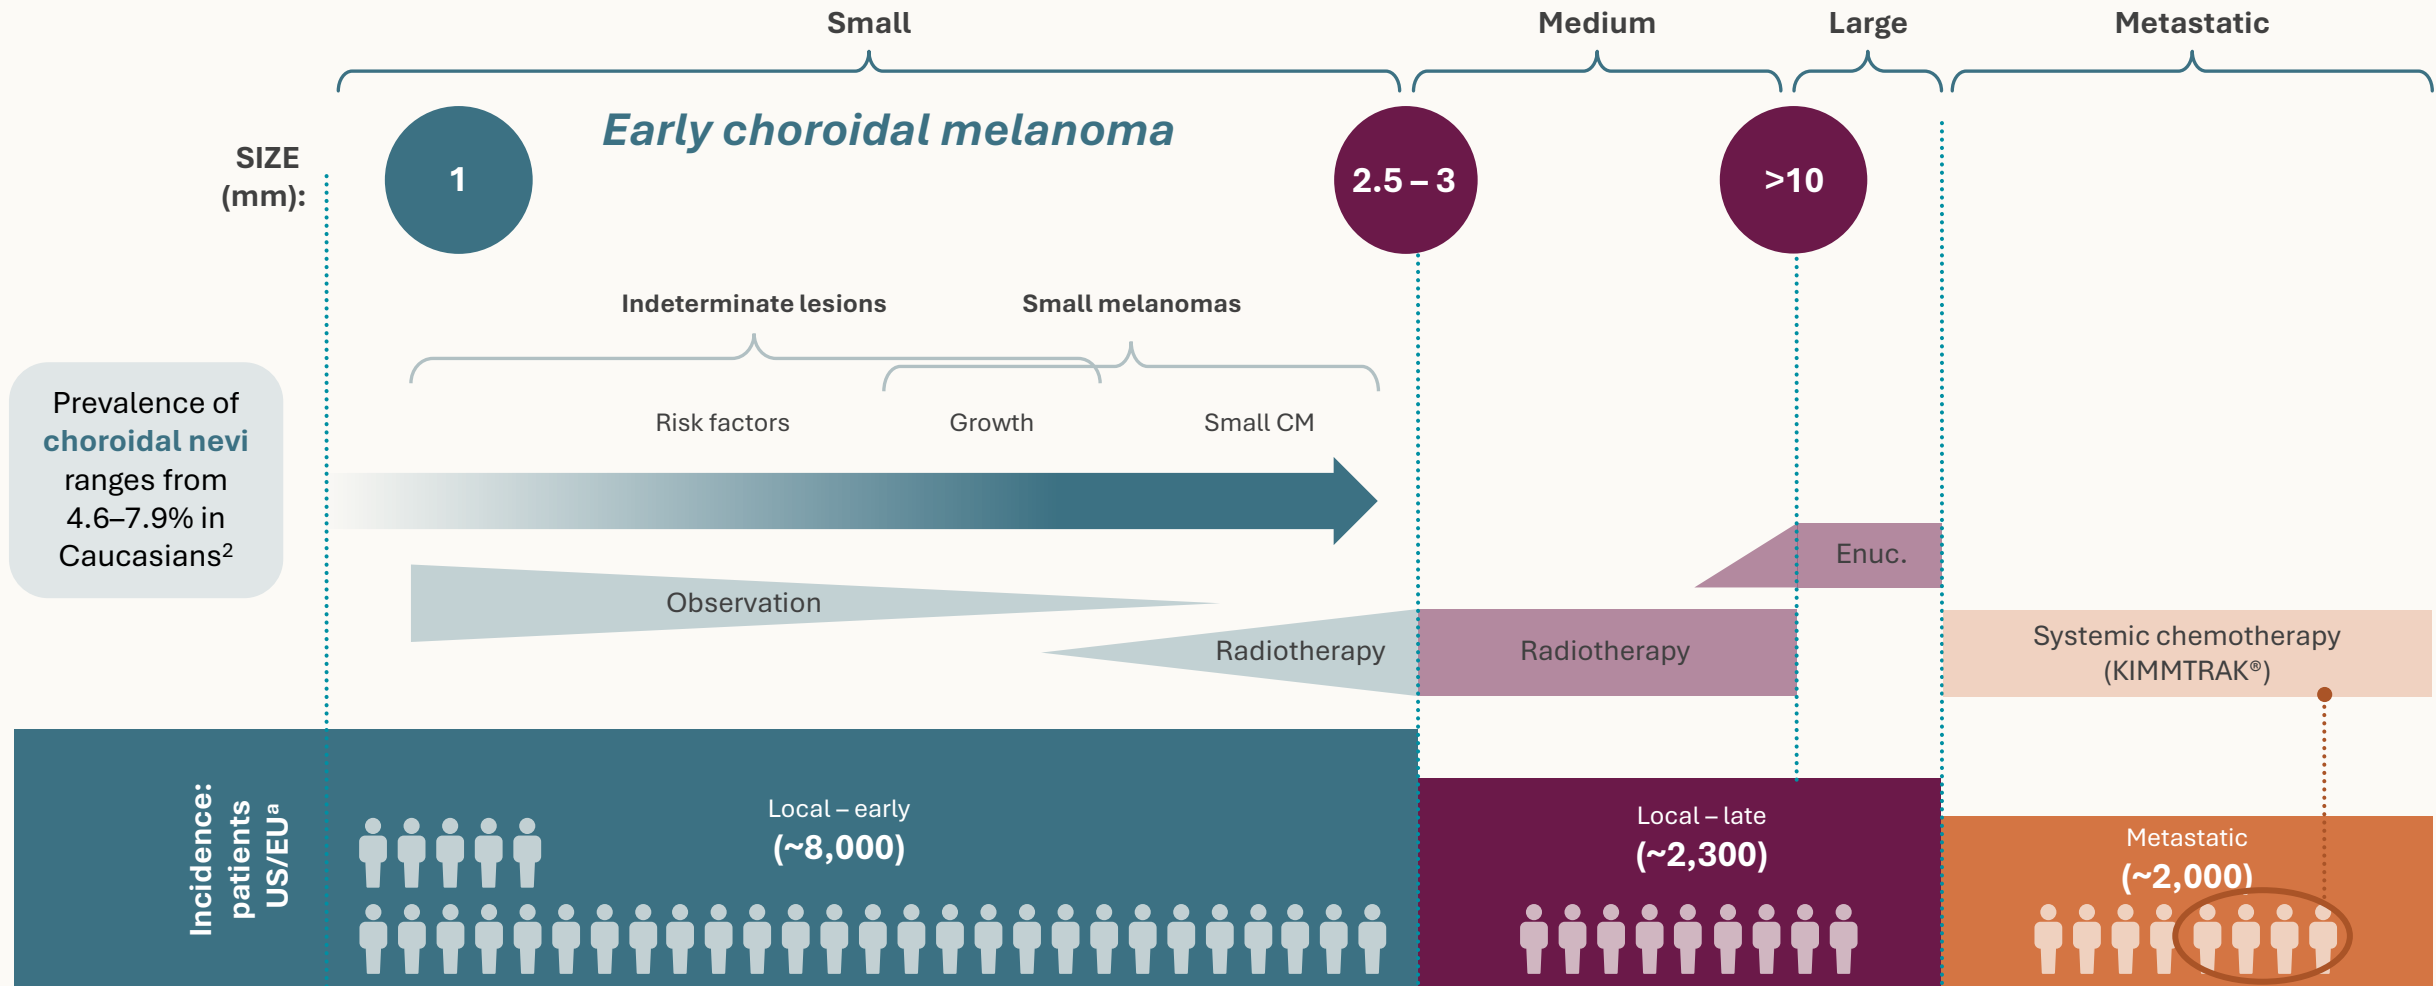 Small
Medium
Large
Metastatic
SIZE
(mm):
1
Early choroidal melanoma
2.5 – 3
>10
Indeterminate lesions
Small melanomas
Prevalence of
choroidal nevi
ranges from
4.6–7.9% in
Caucasians²
Risk factors
Growth
Small CM
Enuc.
Observation
Radiotherapy
Radiotherapy
Systemic chemotherapy
(KIMMTRAK®)
Incidence:
patients
US/EUᵃ
Local – early
(~8,000)
Local – late
(~2,300)
Metastatic
(~2,000)